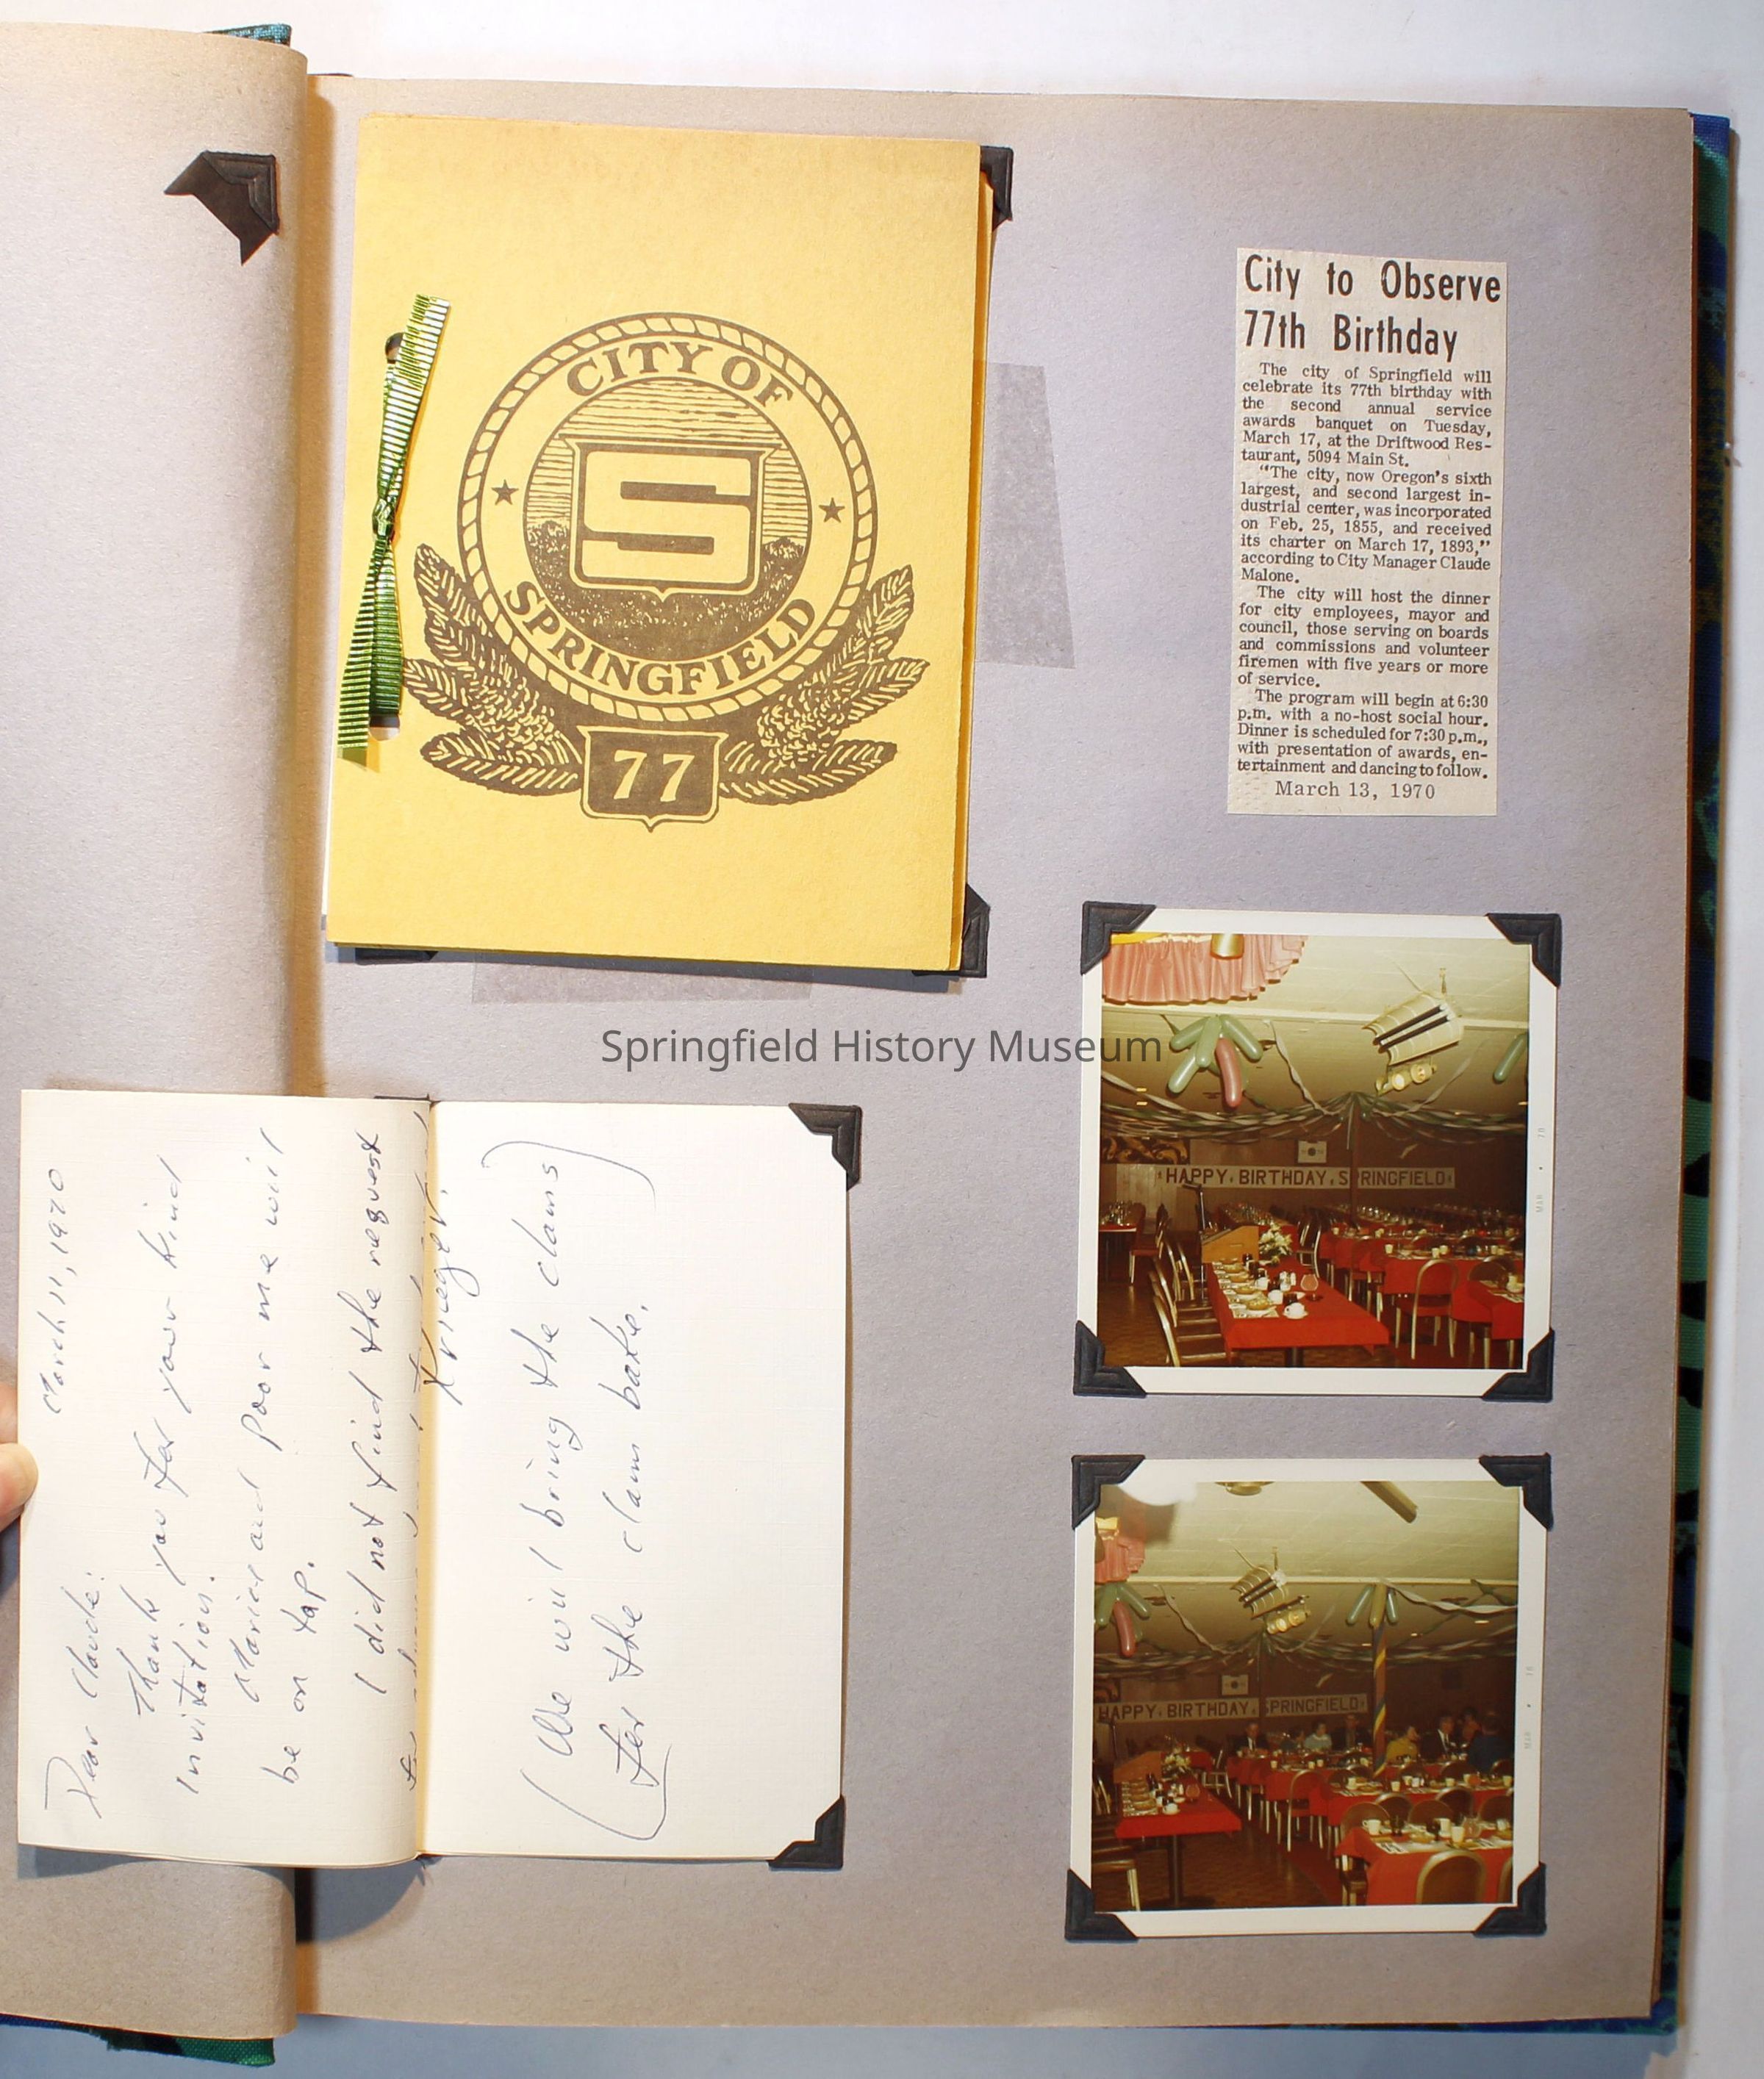 CITY OF
S
SPRINGFIELD
77
City to Observe
77th Birthday
The city of Springfield will
celebrate its 77th birthday with
the second annual service
awards banquet on Tuesday,
March 17, at the Driftwood Res-
taurant, 5094 Main St.
"The city, now Oregon's sixth
largest, and second largest in-
dustrial center, was incorporated
on Feb. 25, 1855, and received
its charter on March 17, 1893,"
according to City Manager Claude
Malone.
The city will host the dinner
for city employees, mayor and
council, those serving on boards
and commissions and volunteer
firemen with five years or more
of service.
The program will begin at 6:30
p.m. with a no-host social hour.
Dinner is scheduled for 7:30 p.m.,
with presentation of awards, en-
tertainment and dancing to follow.
March 13, 1970
Springfield History Museum
HAPPY BIRTHDAY, SPRINGFIELD
MAR • 70
HAPPY BIRTHDAY, SPRINGFIELD
MAR • 70
March 11, 1970
Dear Claude:
Thank you for your kind
invitation.
and poor me will
be on tap.
I did not find the request
Krieger.
(We will bring the clams
for the clam bake.)